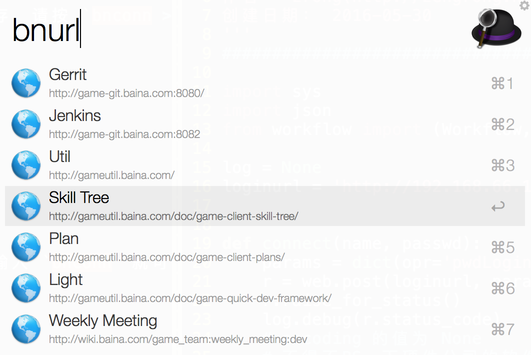 bnurl
Gerrit
http://game-git.baina.com:8080/
⌘1
Jenkins
http://game-git.baina.com:8082
⌘2
Util
http://gameutil.baina.com/
⌘3
Skill Tree
http://gameutil.baina.com/doc/game-client-skill-tree/
↩
Plan
http://gameutil.baina.com/doc/game-client-plans/
⌘5
Light
http://gameutil.baina.com/doc/game-quick-dev-framework/
⌘6
Weekly Meeting
http://wiki.baina.com/game_team:weekly_meeting:dev
⌘7